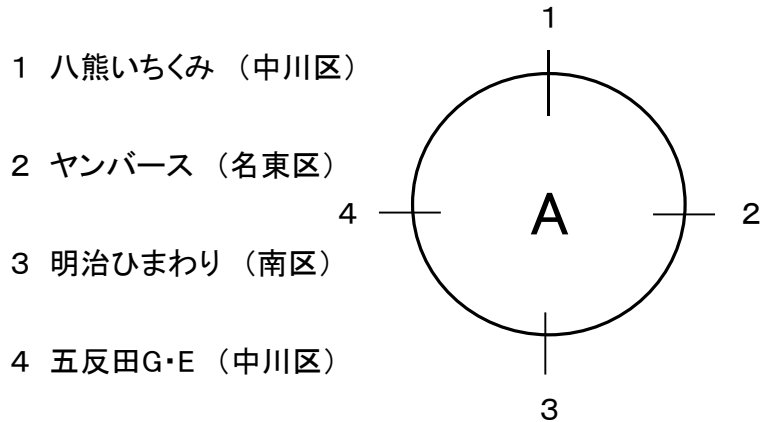 1
１ 八熊いちくみ （中川区）
２ ヤンバース （名東区）
4
A
2
３ 明治ひまわり （南区）
４ 五反田G・E （中川区）
3